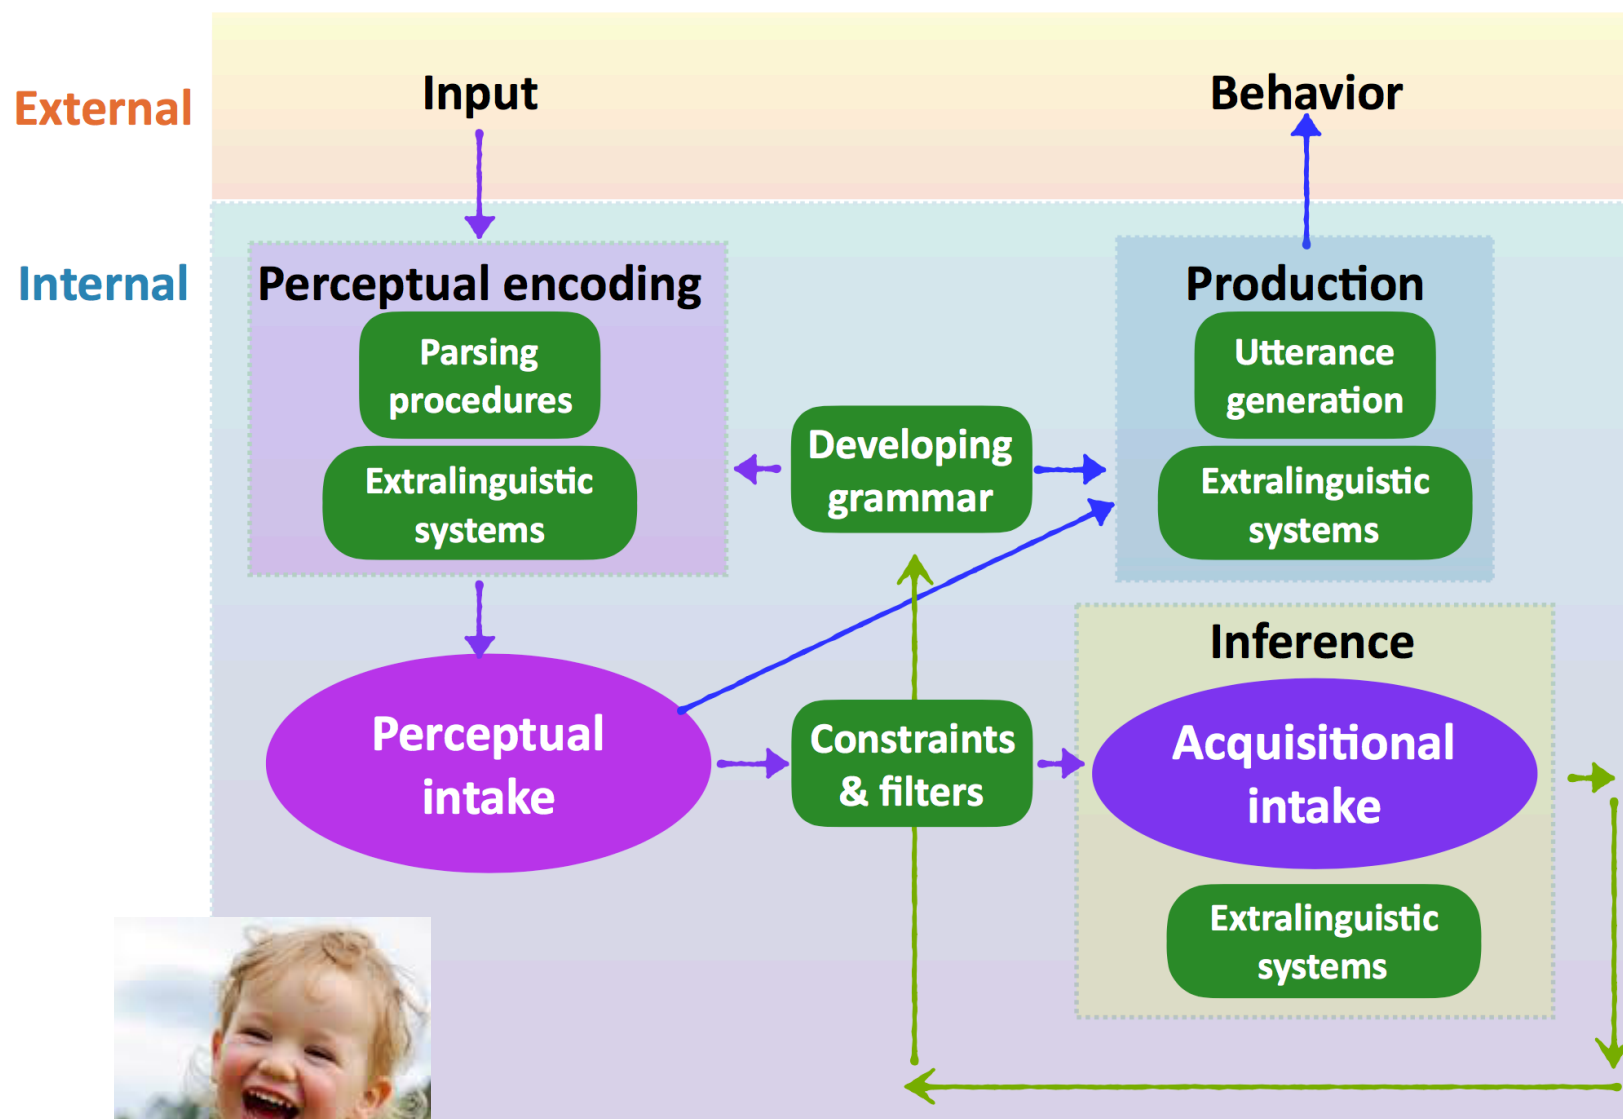 External
Input
Behavior
Internal
Perceptual encoding
Parsing
procedures
Extralinguistic
systems
Developing
grammar
Production
Utterance
generation
Extralinguistic
systems
Perceptual
intake
Constraints
& filters
Inference
Acquisitional
intake
Extralinguistic
systems